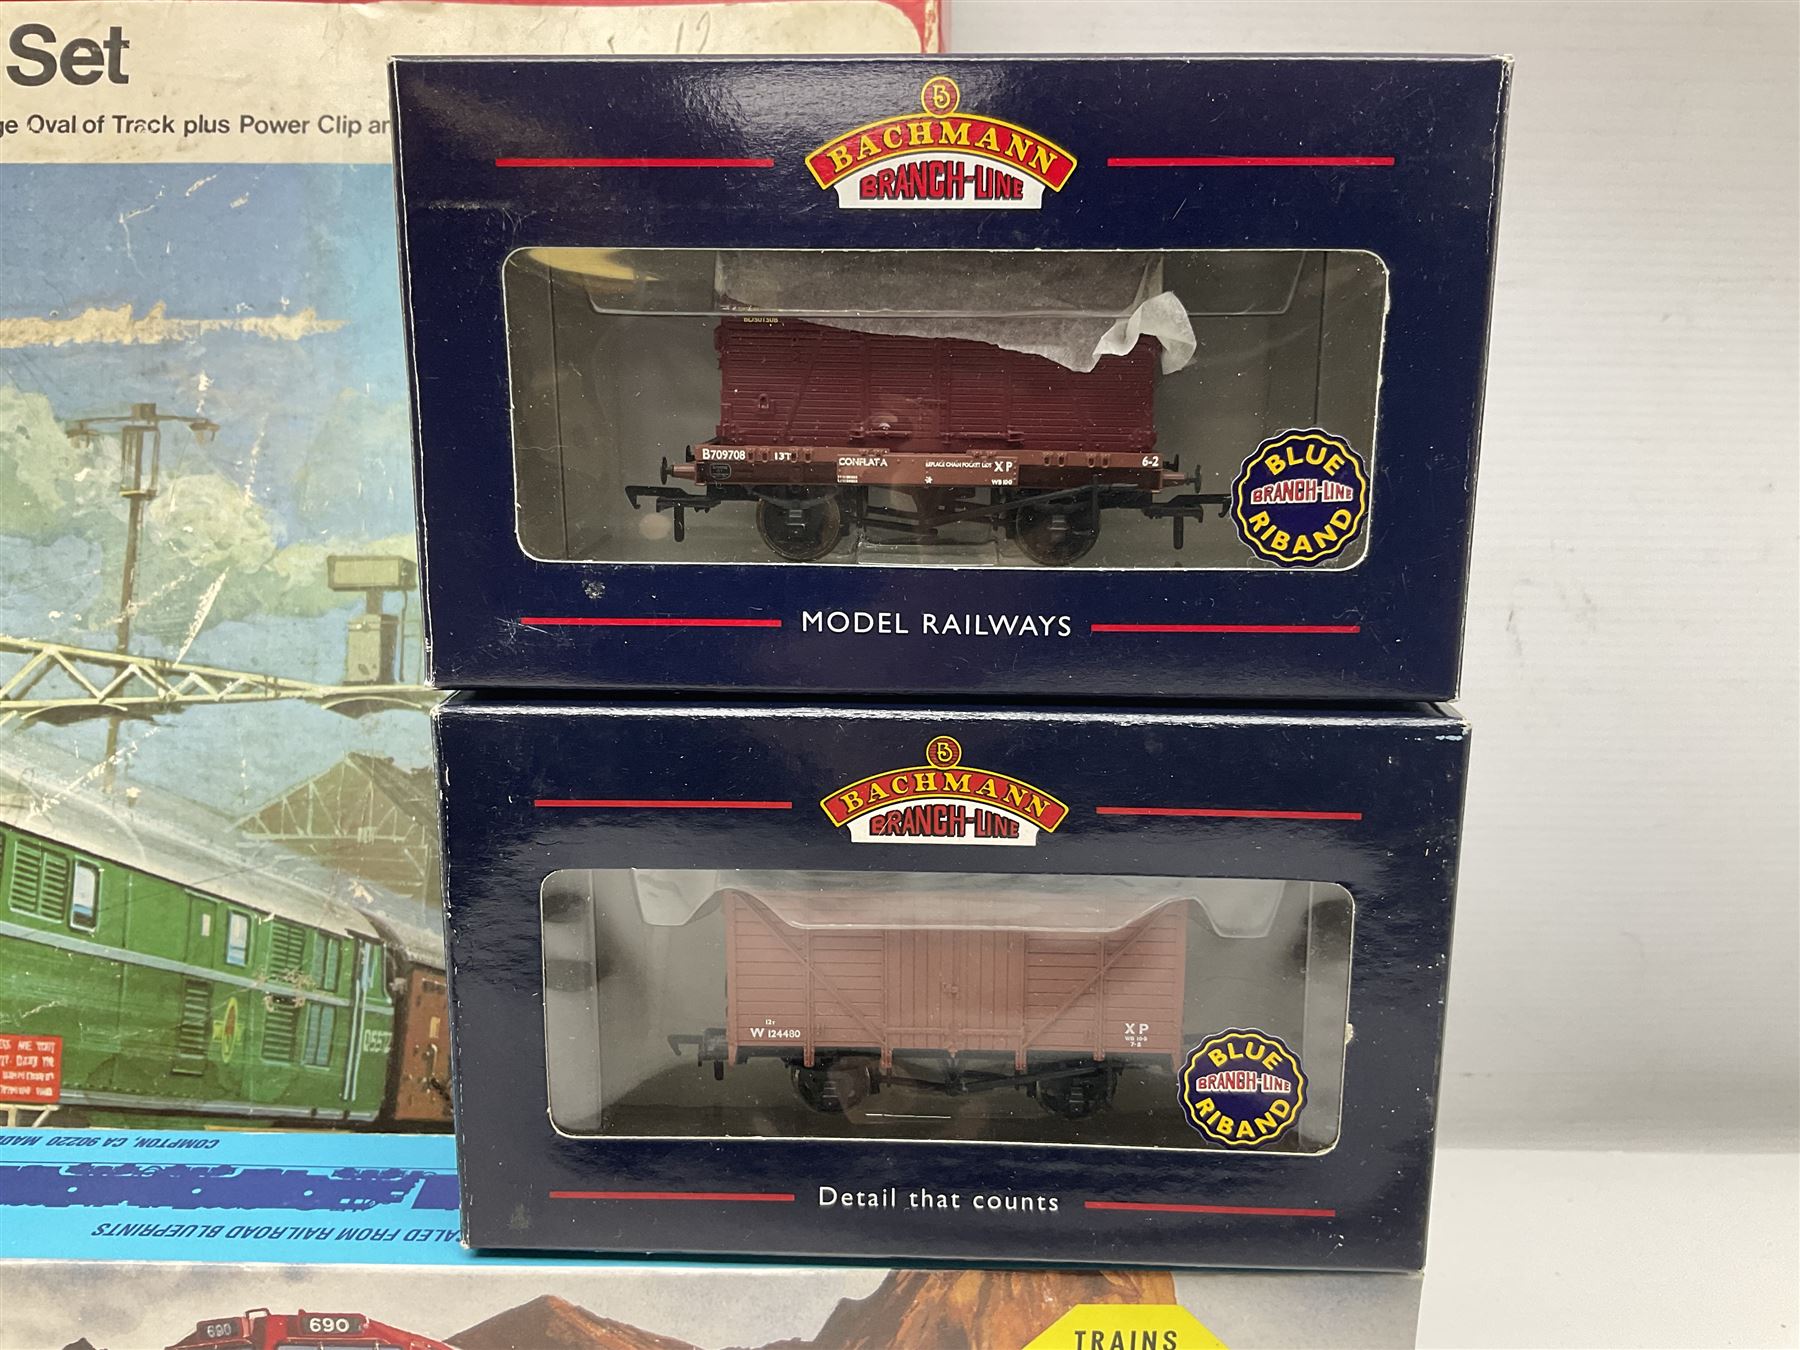 Set
ge Oval of Track plus Power Clip an
BACHMANN
BRANCH-LINE
B709708 13T CONFLAT A XP 6-2
BLUE
BRANCH-LINE
RIBAND
MODEL RAILWAYS
BACHMANN
BRANCH-LINE
12T
W 124480
XP
BLUE
BRANCH-LINE
RIBAND
Detail that counts
COMPTON, CA 90220 MAD
CALED FROM RAILROAD BLUEPRINTS
690
690
TRAINS